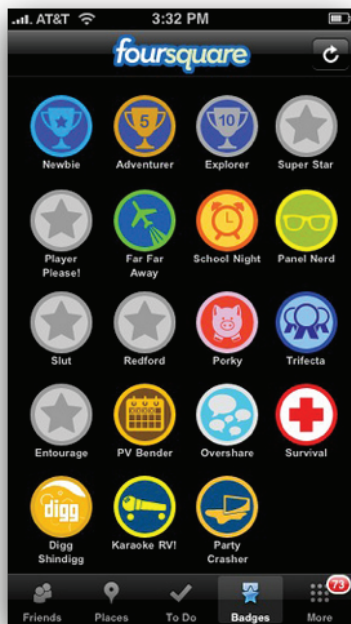 AT&T 3:32 PM
foursquare
5 10
Newbie Adventurer Explorer Super Star
Player Far Far School Night Panel Nerd
Please! Away
Slut Redford Porky Trifecta
Entourage PV Bender Overshare Survival
digg
Digg Karaoke RV! Party
Shindigg Crasher
73
Friends Places To Do Badges More